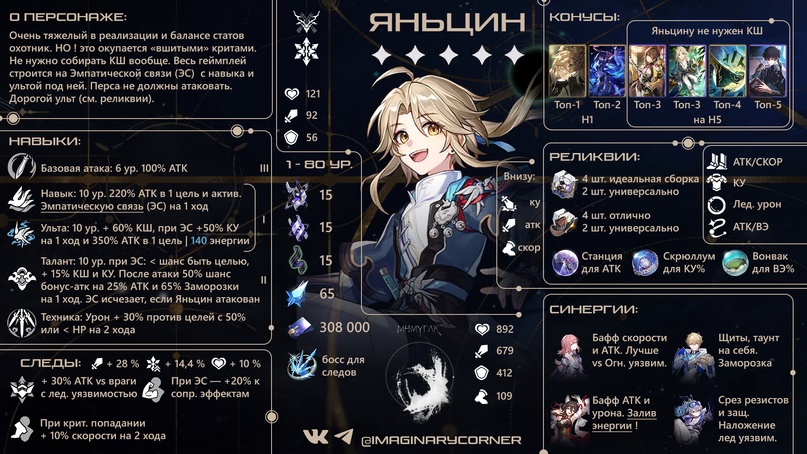 О ПЕРСОНАЖЕ:
Очень тяжелый в реализации и балансе статов
охотник. НО ! это окупается «вшитыми» критами.
Не нужно собирать КШ вообще. Весь геймплей
строится на Эмпатической связи (ЭС) с навыка и
ультой под ней. Перса не должны атаковать.
Дорогой ульт (см. реликвии).
НАВЫКИ:
Базовая атака: 6 ур. 100% АТК
III
Навык: 10 ур. 220% АТК в 1 цель и актив.
Эмпатическую связь (ЭС) на 1 ход
Ульта: 10 ур. + 60% КШ, при ЭС +50% КУ
на 1 ход и 350% АТК в 1 цель | 140 энергии
I
Талант: 10 ур. при ЭС: < шанс быть целью,
+ 15% КШ и КУ. После атаки 50% шанс
бонус-атк на 25% АТК и 65% Заморозки
на 1 ход. ЭС исчезает, если Яньцин атакован
II
Техника: Урон + 30% против целей с 50%
или < HP на 2 хода
СЛЕДЫ:
+ 28 %
+ 14,4 %
+ 10 %
+ 30% АТК vs враги
с лед. уязвимостью
При ЭС — +20% к
сопр. эффектам
При крит. попадании
+ 10% скорости на 2 хода
ЯНЬЦИН
121
92
56
1 - 80 УР.
15
15
15
65
308 000
босс для
следов
Внизу:
ку
атк
скор
892
679
412
109
@IMAGINARYCORNER
КОНУСЫ:
Яньцину не нужен КШ
Топ-1
Топ-2
Топ-3
Топ-3
Топ-4
Топ-5
Н1
на Н5
РЕЛИКВИИ:
4 шт. идеальная сборка
2 шт. универсально
4 шт. отлично
2 шт. универсально
АТК/СКОР
КУ
Лед. урон
АТК/ВЭ
Станция
для АТК
Скрюллум
для КУ%
Вонвак
для ВЭ%
СИНЕРГИИ:
Бафф скорости
и АТК. Лучше
vs Огн. уязвим.
Щиты, таунт
на себя.
Заморозка
Бафф АТК и
урона. Залив
энергии !
Срез резистов
и защ.
Наложение
лед уязвим.